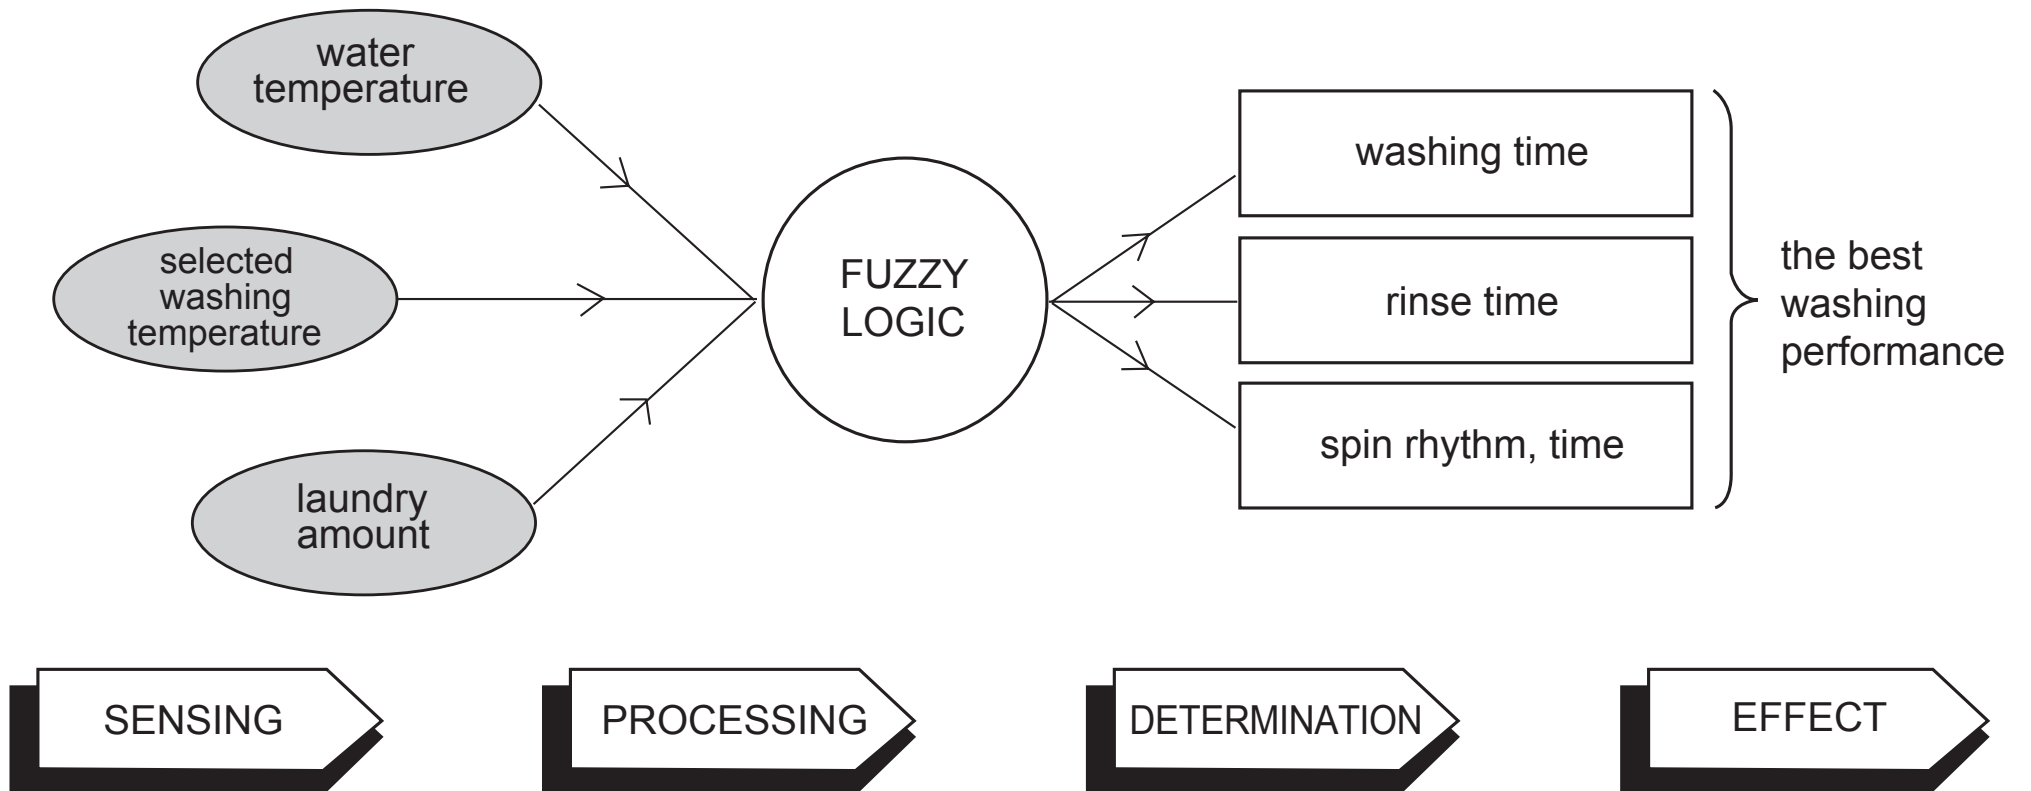 water
temperature
selected
washing
temperature
laundry
amount
FUZZY
LOGIC
washing time
rinse time
spin rhythm, time
the best
washing
performance
SENSING
PROCESSING
DETERMINATION
EFFECT